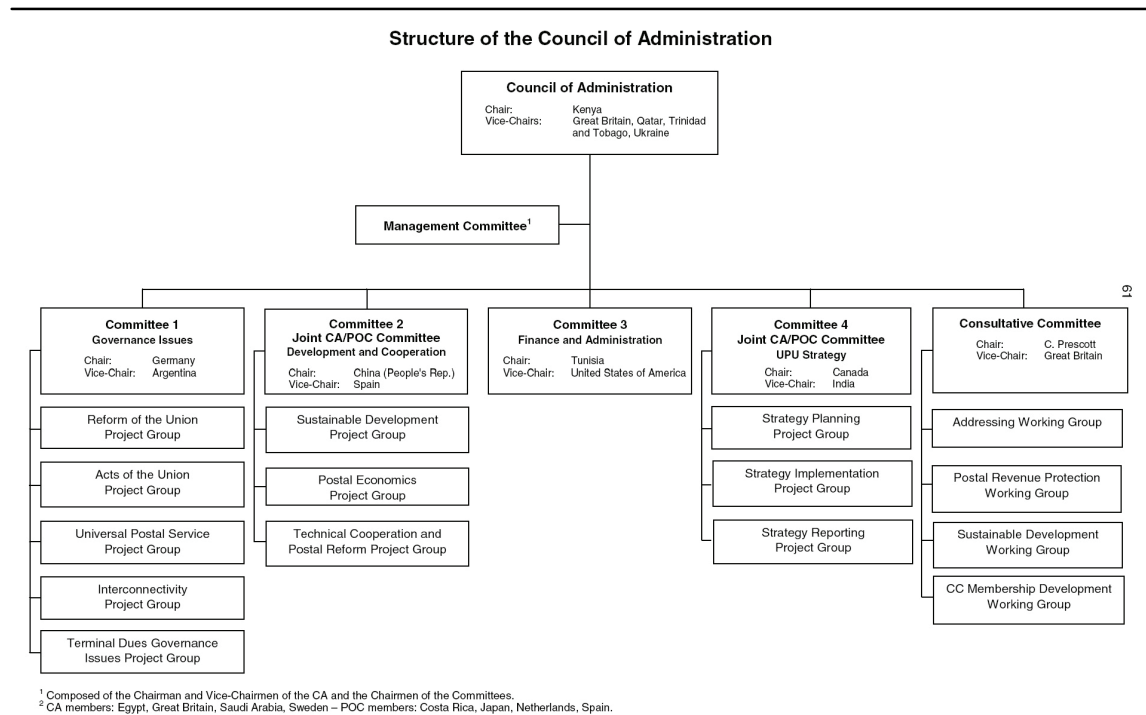 Structure of the Council of Administration
Council of Administration
Chair: Kenya
Vice-Chairs: Great Britain, Qatar, Trinidad
and Tobago, Ukraine
Management Committee1
61
Committee 1
Governance Issues
Chair: Germany
Vice-Chair: Argentina
Reform of the Union
Project Group
Acts of the Union
Project Group
Universal Postal Service
Project Group
Interconnectivity
Project Group
Terminal Dues Governance
Issues Project Group
Committee 2
Joint CA/POC Committee
Development and Cooperation
Chair: China (People's Rep.)
Vice-Chair: Spain
Sustainable Development
Project Group
Postal Economics
Project Group
Technical Cooperation and
Postal Reform Project Group
Committee 3
Finance and Administration
Chair: Tunisia
Vice-Chair: United States of America
Committee 4
Joint CA/POC Committee
UPU Strategy
Chair: Canada
Vice-Chair: India
Strategy Planning
Project Group
Strategy Implementation
Project Group
Strategy Reporting
Project Group
Consultative Committee
Chair: C. Prescott
Vice-Chair: Great Britain
Addressing Working Group
Postal Revenue Protection
Working Group
Sustainable Development
Working Group
CC Membership Development
Working Group
1 Composed of the Chairman and Vice-Chairmen of the CA and the Chairmen of the Committees.
2 CA members: Egypt, Great Britain, Saudi Arabia, Sweden – POC members: Costa Rica, Japan, Netherlands, Spain.